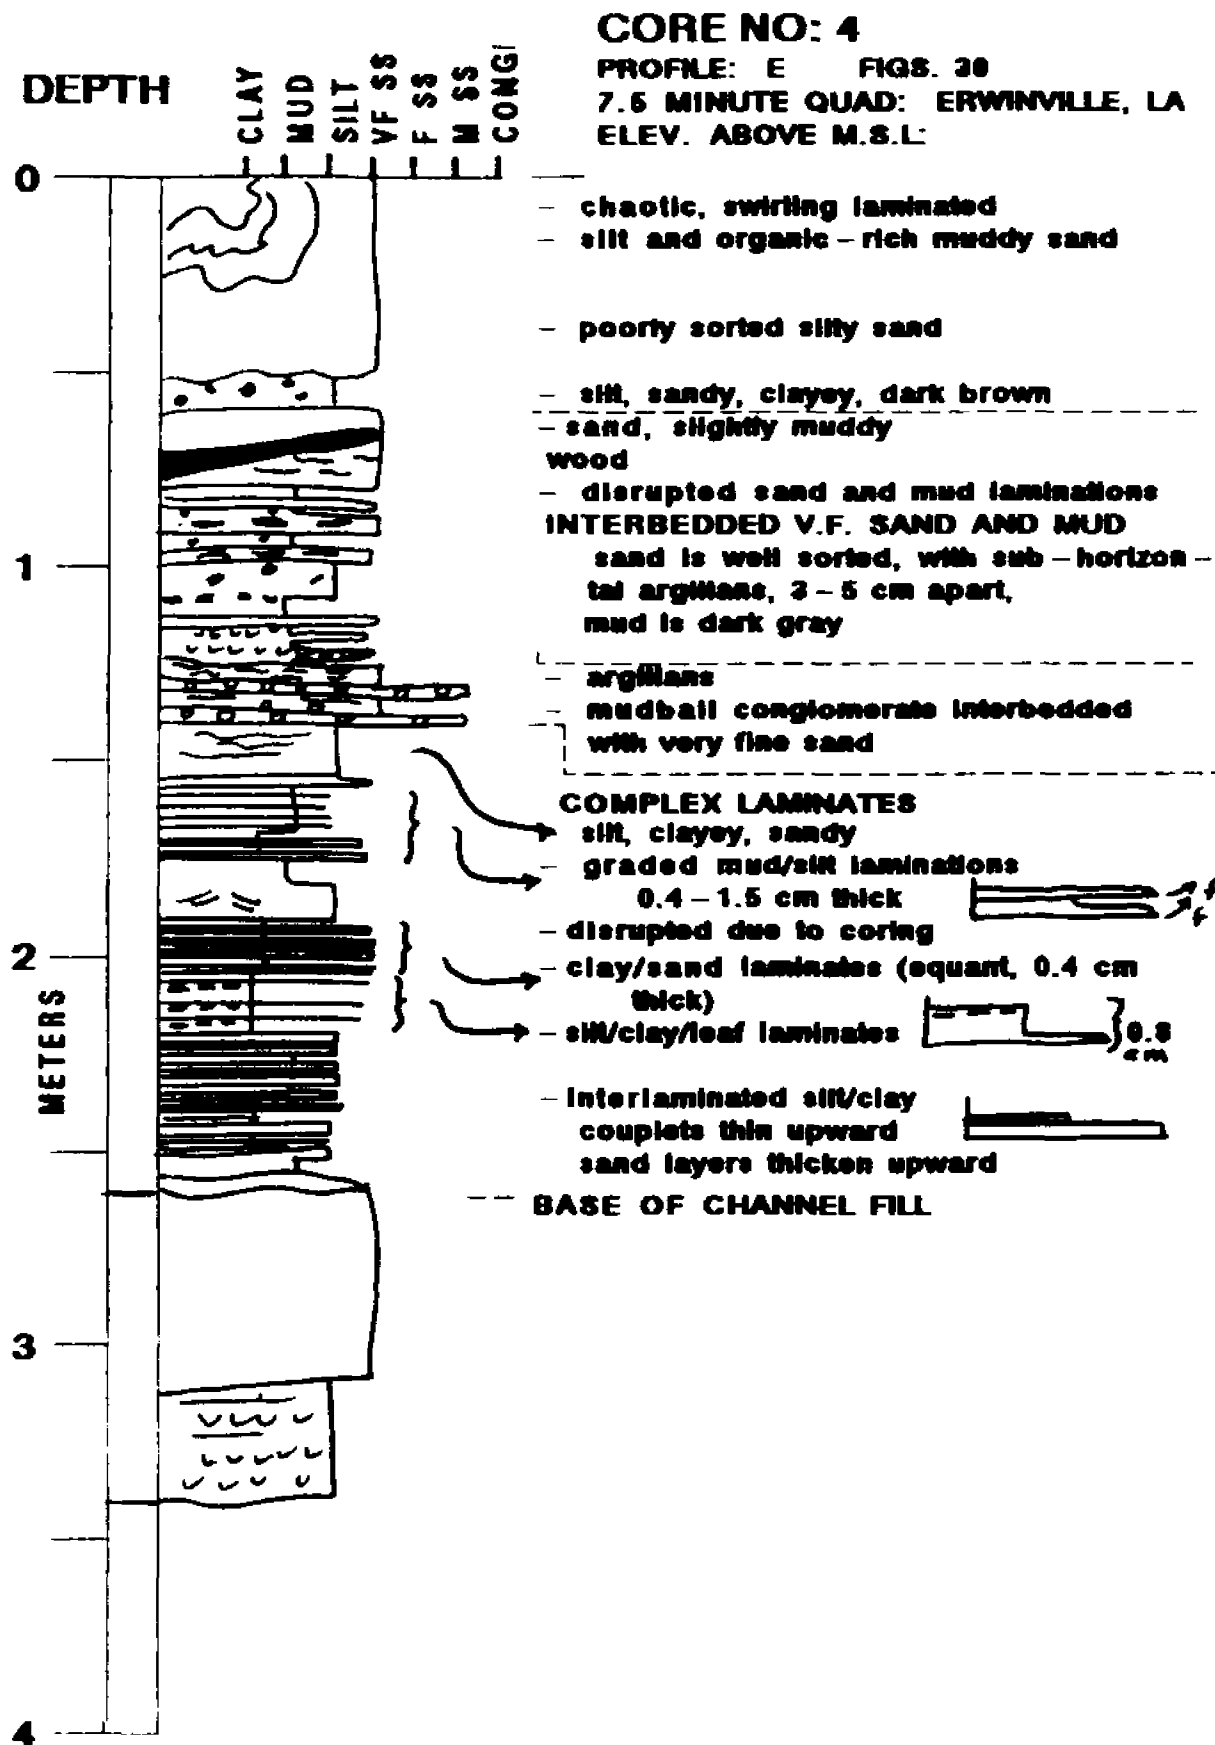 CORE NO: 4
PROFILE: E FIGS. 20
7.5 MINUTE QUAD: ERWINVILLE, LA
ELEV. ABOVE M.S.L:
DEPTH
CLAY
MUD
SILT
VF SS
F SS
M SS
CONGl
0
– chaotic, swirling laminated
– silt and organic – rich muddy sand
– poorly sorted silty sand
– silt, sandy, clayey, dark brown
– sand, slightly muddy
wood
– disrupted sand and mud laminations
INTERBEDDED V.F. SAND AND MUD
1
sand is well sorted, with sub – horizon –
tal argillans, 3 – 5 cm apart,
mud is dark gray
– argillans
– mudball conglomerate interbedded
with very fine sand
COMPLEX LAMINATES
silt, clayey, sandy
– graded mud/silt laminations
0.4 – 1.5 cm thick
f
f
– disrupted due to coring
2
– clay/sand laminates (equant, 0.4 cm
thick)
– silt/clay/leaf laminates
0.8
cm
METERS
– interlaminated silt/clay
couplets thin upward
sand layers thicken upward
BASE OF CHANNEL FILL
3
4